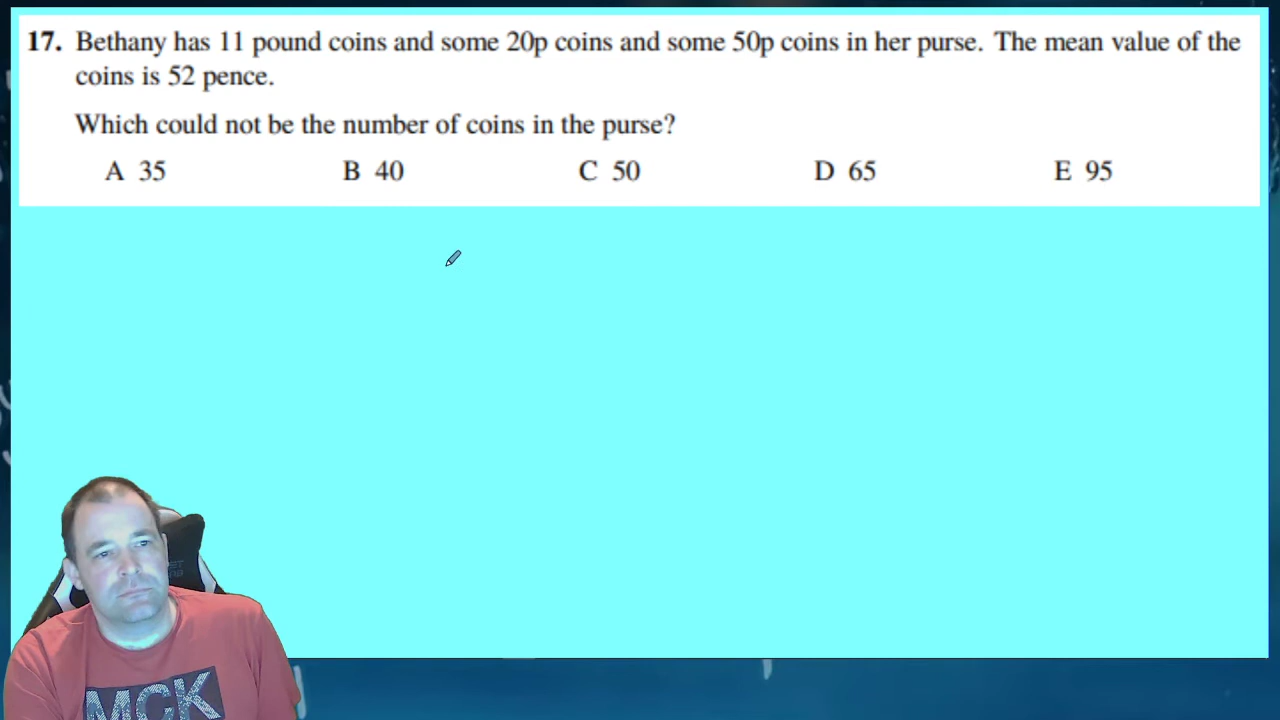 17. Bethany has 11 pound coins and some 20p coins and some 50p coins in her purse. The mean value of the
coins is 52 pence.
Which could not be the number of coins in the purse?
A 35 B 40 C 50 D 65 E 95
MCK